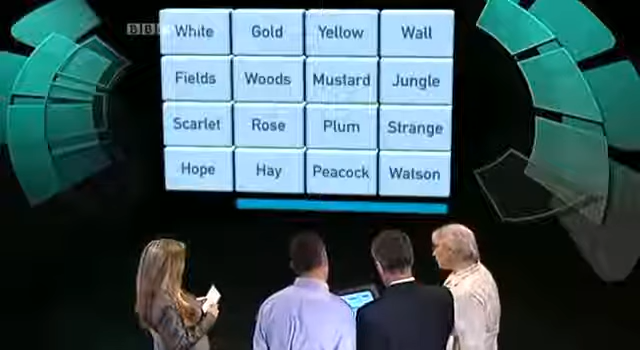 BBC
White Gold Yellow Wall
Fields Woods Mustard Jungle
Scarlet Rose Plum Strange
Hope Hay Peacock Watson